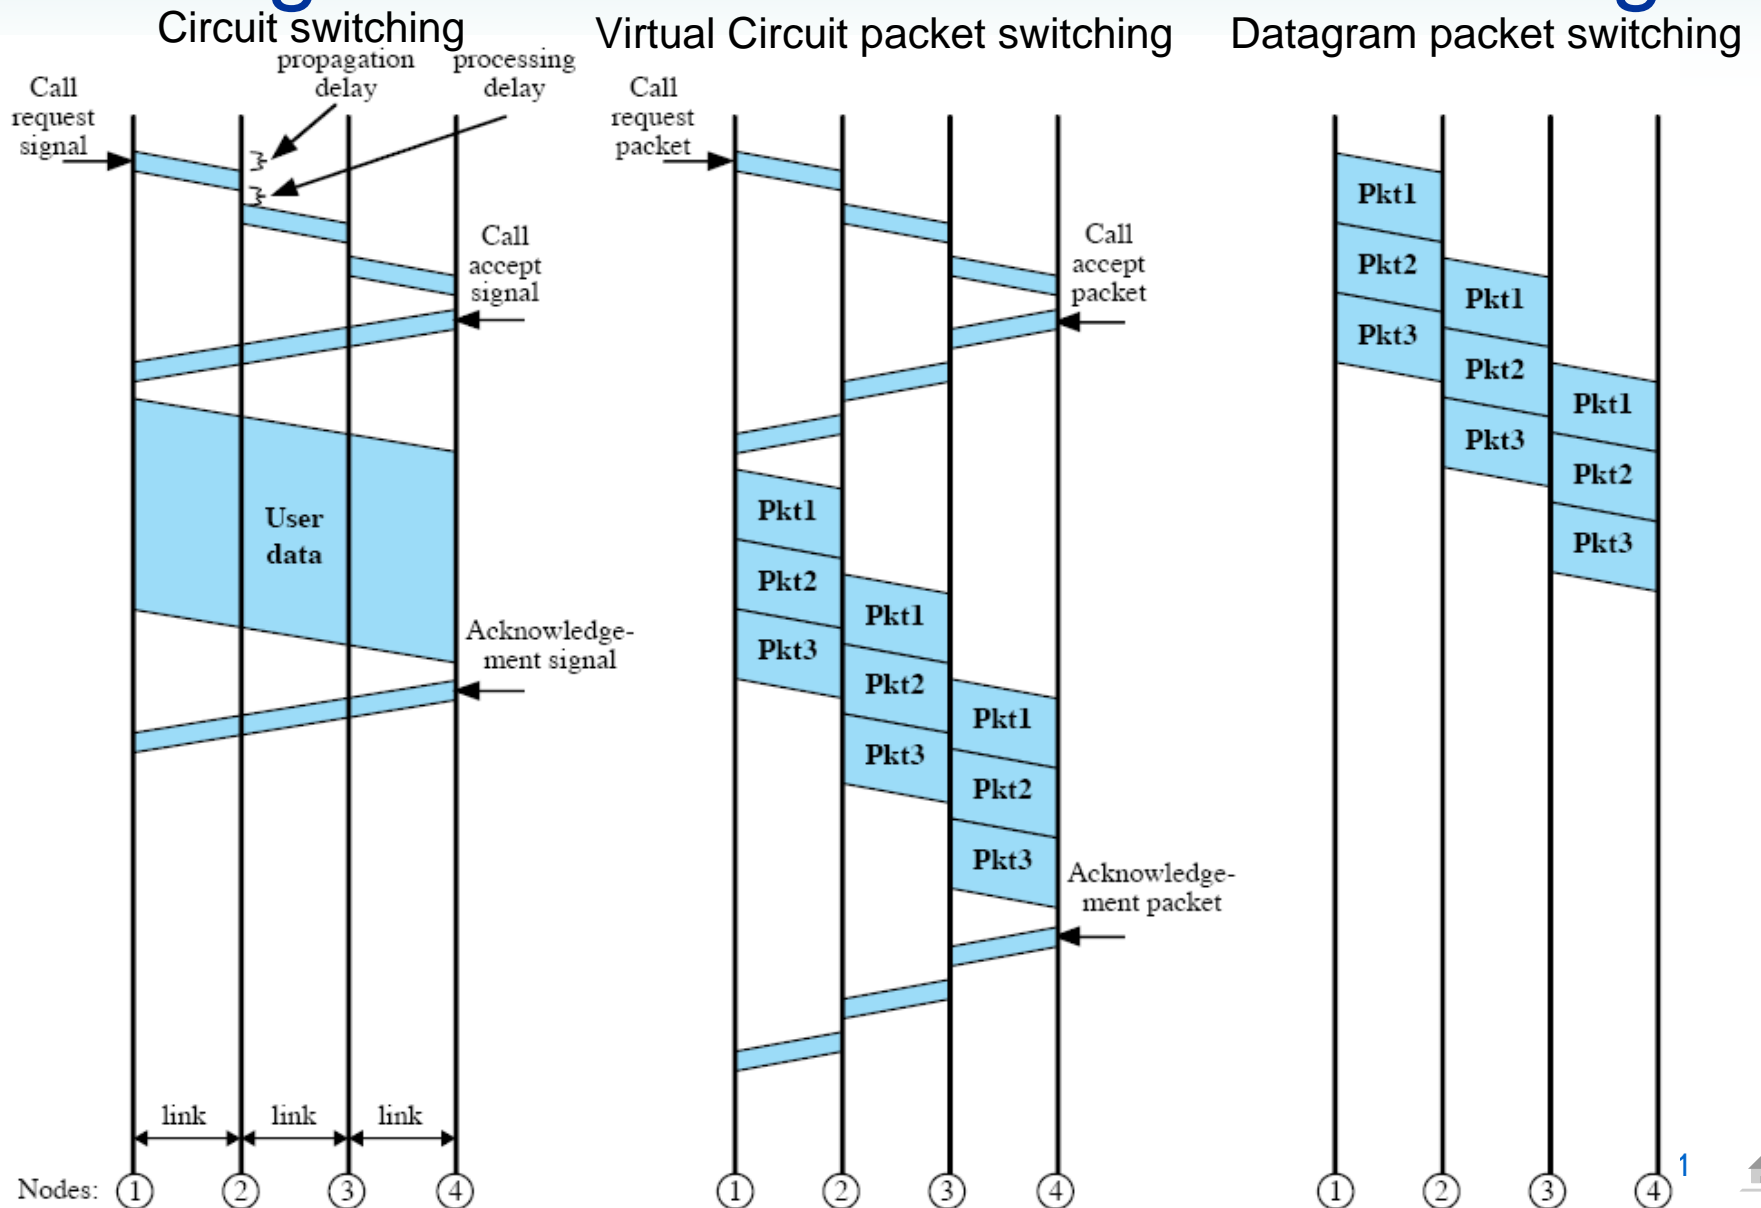 Circuit switching
Virtual Circuit packet switching
Datagram packet switching
propagation
delay
processing
delay
Call
request
signal
Call
accept
signal
User
data
Acknowledge-
ment signal
link
link
link
Nodes:
1
2
3
4
Call
request
packet
Call
accept
packet
Pkt1
Pkt2
Pkt3
Pkt1
Pkt2
Pkt3
Pkt1
Pkt2
Pkt3
Acknowledge-
ment packet
1
2
3
4
Pkt1
Pkt2
Pkt3
Pkt1
Pkt2
Pkt3
Pkt1
Pkt2
Pkt3
1
2
3
4
1